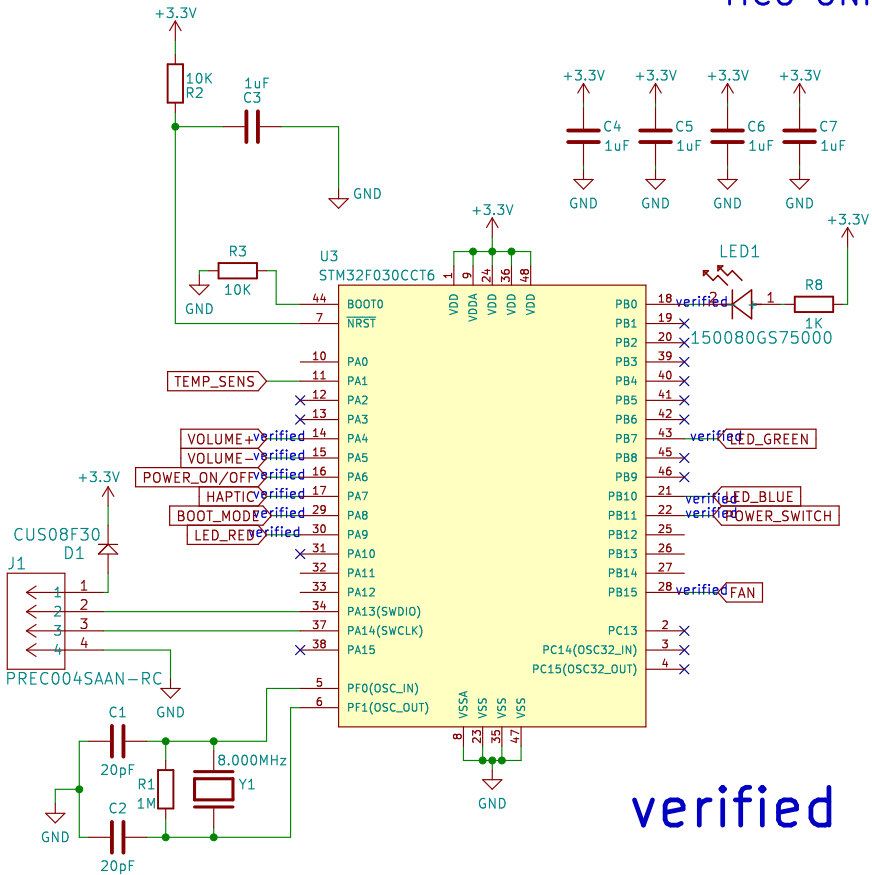 +3.3V
10K
R2
1uF
C3
GND
+3.3V
+3.3V
+3.3V
+3.3V
C4
1uF
C5
1uF
C6
1uF
C7
1uF
GND
GND
GND
GND
+3.3V
+3.3V
R3
10K
GND
U3
STM32F030CCT6
LED1
150080GS75000
2
1
R8
1K
1
9
24
36
48
VDD
VDDA
VDD
VDD
VDD
44 BOOT0
7 NRST
10 PA0
TEMP_SENS 11 PA1
12 PA2
13 PA3
VOLUME+ verified 14 PA4
VOLUME- verified 15 PA5
POWER_ON/OFF verified 16 PA6
HAPTIC verified 17 PA7
BOOT_MODE verified 29 PA8
LED_RED verified 30 PA9
31 PA10
32 PA11
33 PA12
34 PA13(SWDIO)
37 PA14(SWCLK)
38 PA15
5 PF0(OSC_IN)
6 PF1(OSC_OUT)
PB0 18 verified
PB1 19
PB2 20
PB3 39
PB4 40
PB5 41
PB6 42
PB7 43 verified LED_GREEN
PB8 45
PB9 46
PB10 21 verified LED_BLUE
PB11 22 verified POWER_SWITCH
PB12 25
PB13 26
PB14 27
PB15 28 verified FAN
PC13 2
PC14(OSC32_IN) 3
PC15(OSC32_OUT) 4
VSSA
VSS
VSS
VSS
8
23
35
47
GND
+3.3V
CUS08F30
D1
J1
1 1
2 2
3 3
4 4
PREC004SAAN-RC
GND
C1
20pF
R1
1M
8.000MHz
Y1
C2
20pF
GND
verified